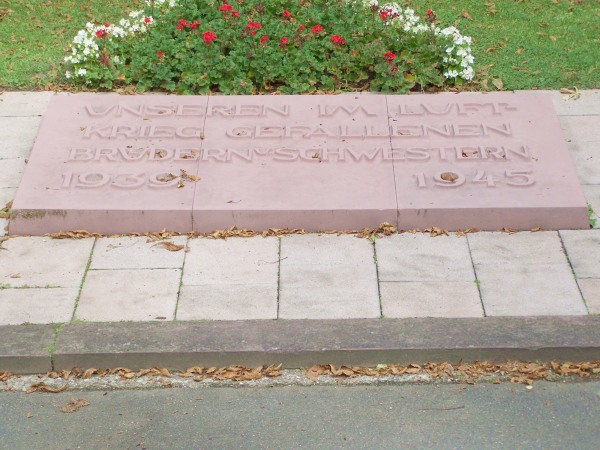 UNSEREN IM LUFT-
KRIEG GEFALLENEN
BRÜDERN U SCHWESTERN
1939 1945